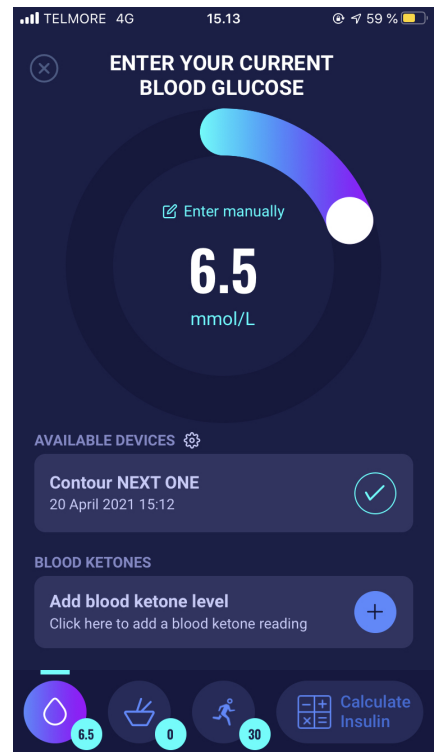 TELMORE 4G 15.13 59 %
ENTER YOUR CURRENT
BLOOD GLUCOSE
Enter manually
6.5
mmol/L
AVAILABLE DEVICES
Contour NEXT ONE
20 April 2021 15:12
BLOOD KETONES
Add blood ketone level
Click here to add a blood ketone reading
6.5
0
30
Calculate
Insulin